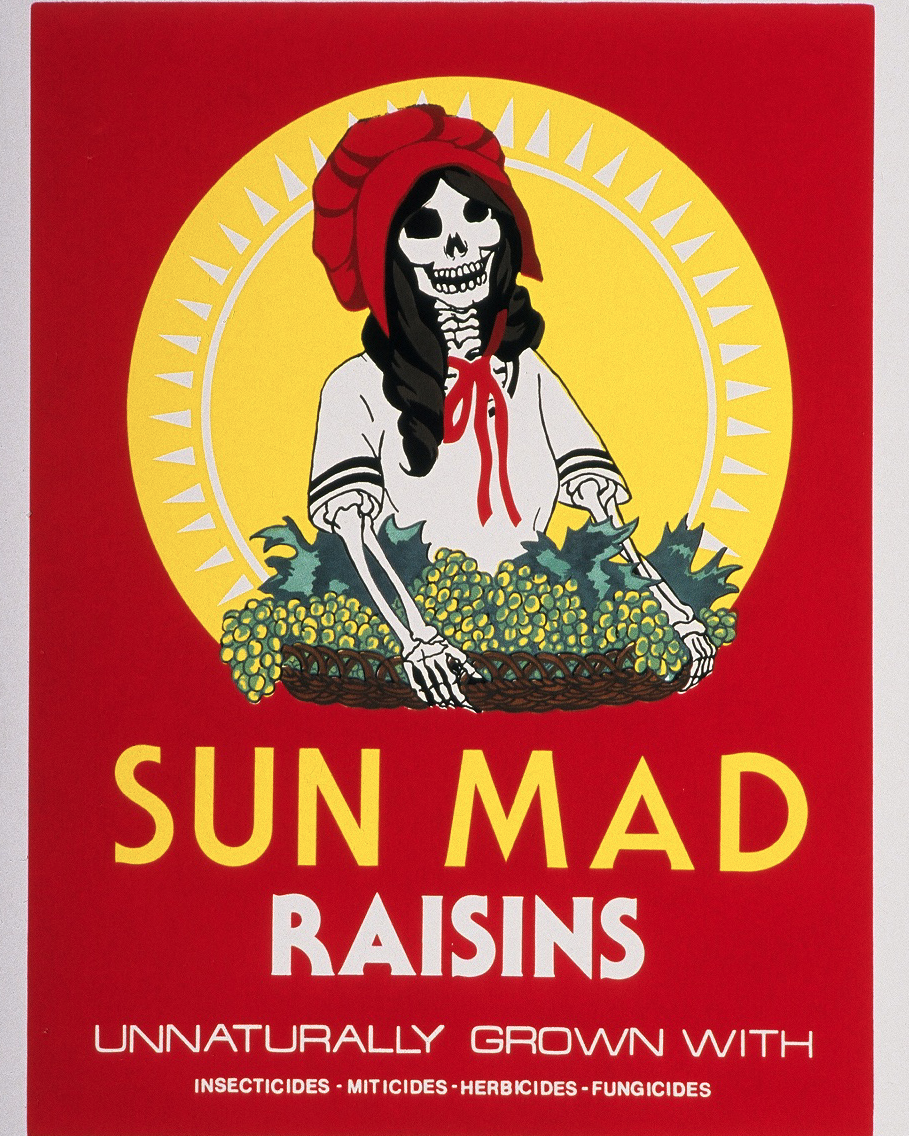 SUN MAD
RAISINS
UNNATURALLY GROWN WITH
INSECTICIDES - MITICIDES - HERBICIDES - FUNGICIDES